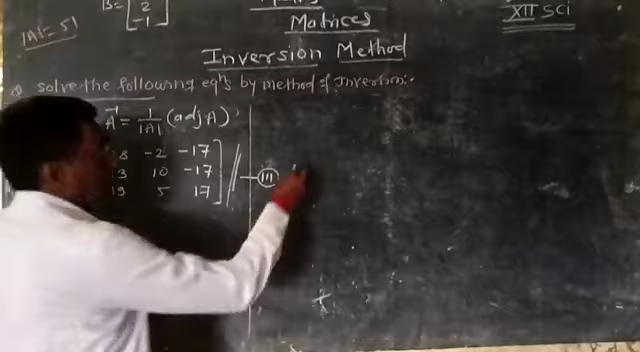 B = [
2
-1 ]
|A| = 51
Matrices
XII Sci
Inversion Method
Q solve the following eqns by method of Inversion:-
A⁻¹ = 1/|A| (adj A)
8 -2 -17
3 10 -17
19 5 17 ] // — (III)